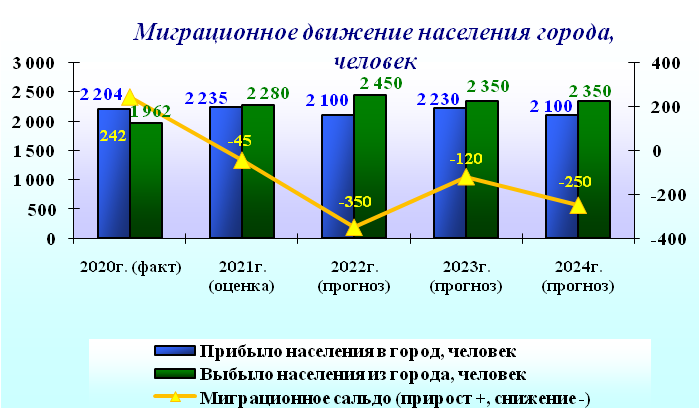 Миграционное движение населения города,
человек
3 000
2 500
2 000
1 500
1 000
500
0
400
200
0
-200
-400
2 204
1 962
2 235
2 280
2 100
2 450
2 230
2 350
2 100
2 350
242
-45
-350
-120
-250
2020г. (факт)
2021г.
(оценка)
2022г.
(прогноз)
2023г.
(прогноз)
2024г.
(прогноз)
Прибыло населения в город, человек
Выбыло населения из города, человек
Миграционное сальдо (прирост +, снижение -)